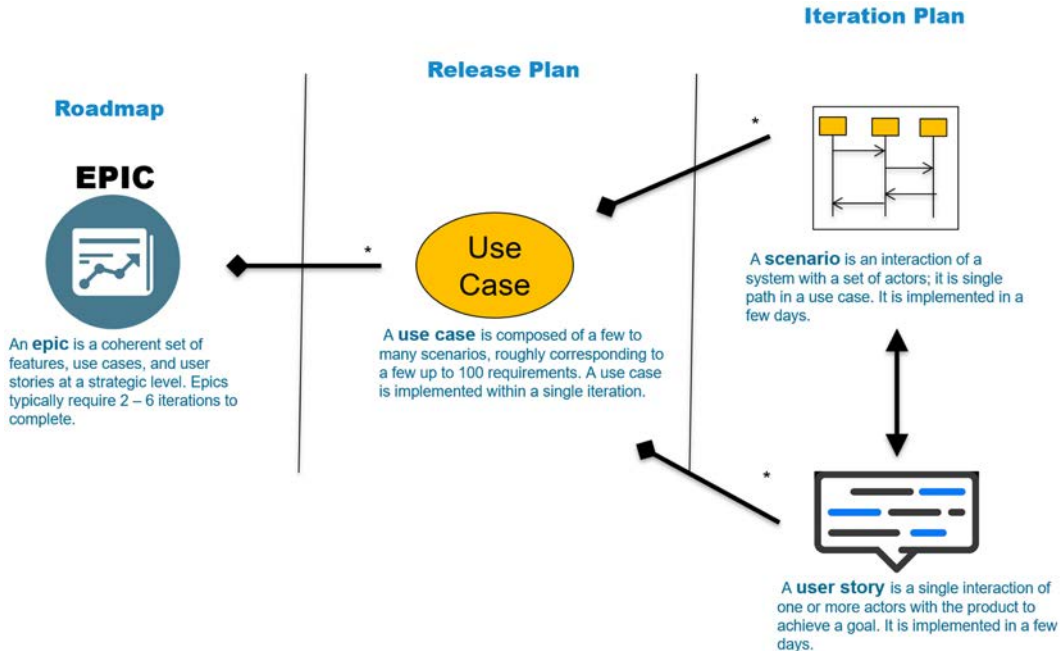 Roadmap
EPIC
An epic is a coherent set of
features, use cases, and user
stories at a strategic level. Epics
typically require 2 – 6 iterations to
complete.
*
Release Plan
Use
Case
A use case is composed of a few to
many scenarios, roughly corresponding to
a few up to 100 requirements. A use case
is implemented within a single iteration.
*
*
Iteration Plan
A scenario is an interaction of a
system with a set of actors; it is single
path in a use case. It is implemented in a
few days.
A user story is a single interaction of
one or more actors with the product to
achieve a goal. It is implemented in a few
days.